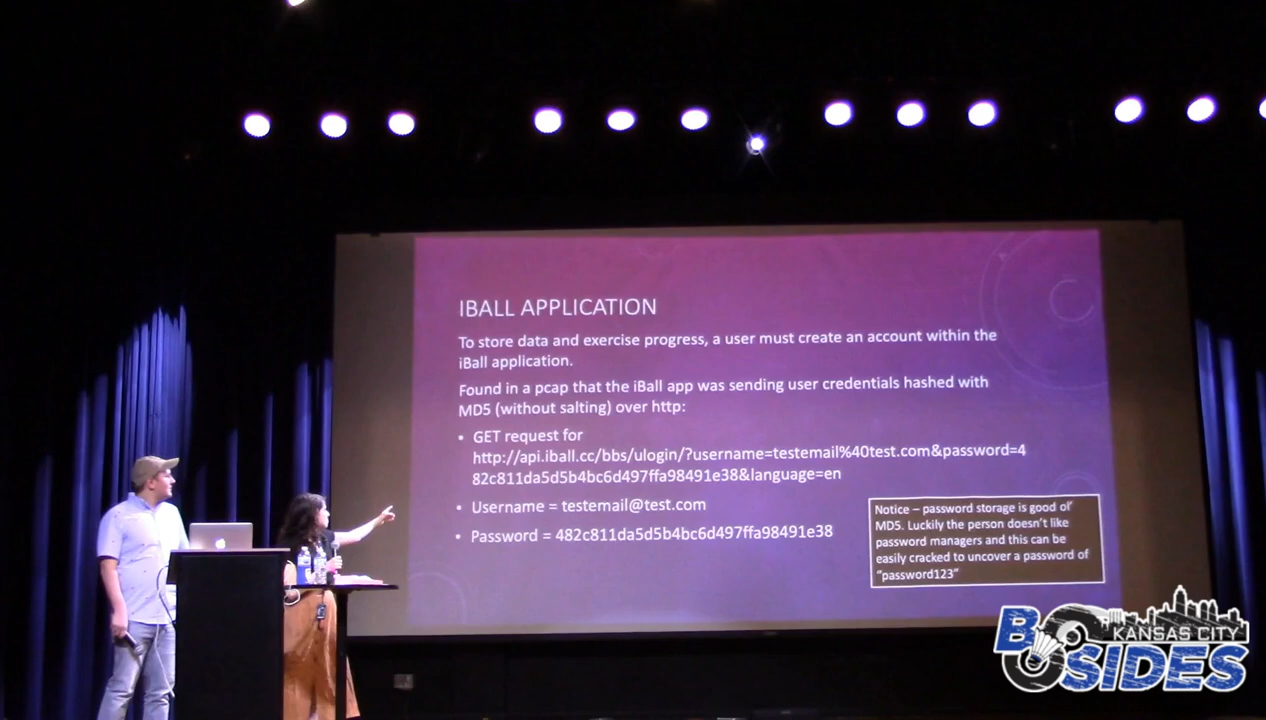 IBALL APPLICATION
To store data and exercise progress, a user must create an account within the
iBall application.
Found in a pcap that the iBall app was sending user credentials hashed with
MD5 (without salting) over http:
• GET request for
http://api.iball.cc/bbs/ulogin/?username=testemail%40test.com&password=4
82c811da5d5b4bc6d497ffa98491e38&language=en
• Username = testemail@test.com
• Password = 482c811da5d5b4bc6d497ffa98491e38
Notice – password storage is good ol'
MD5. Luckily the person doesn't like
password managers and this can be
easily cracked to uncover a password of
"password123"
KANSAS CITY
BSIDES